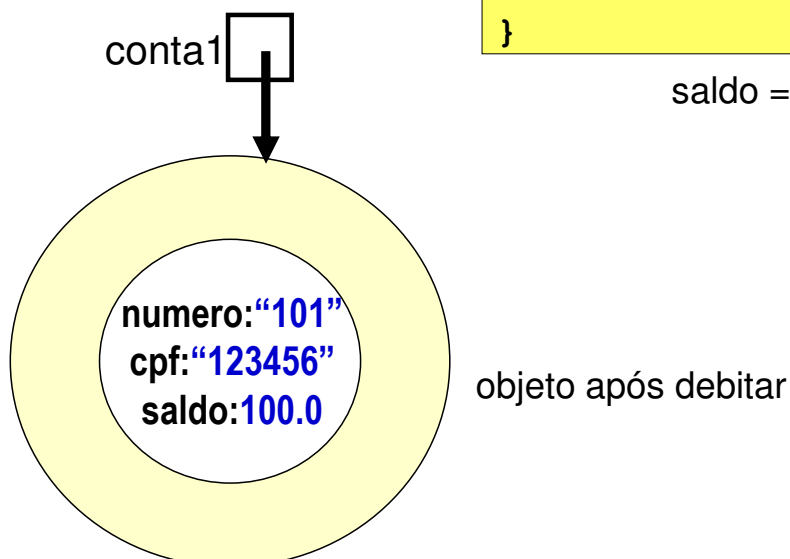 }
conta1
saldo =
numero:“101”
cpf:“123456”
saldo:100.0
objeto após debitar